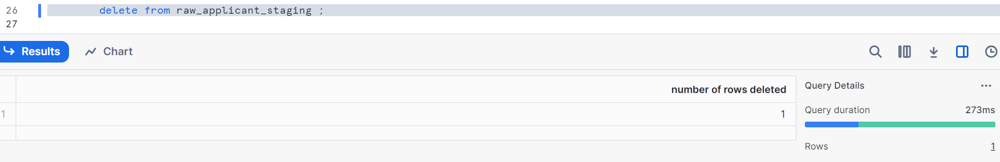 26 delete from raw_applicant_staging ;
27
Results Chart
number of rows deleted
1 1
Query Details ...
Query duration 273ms
Rows 1